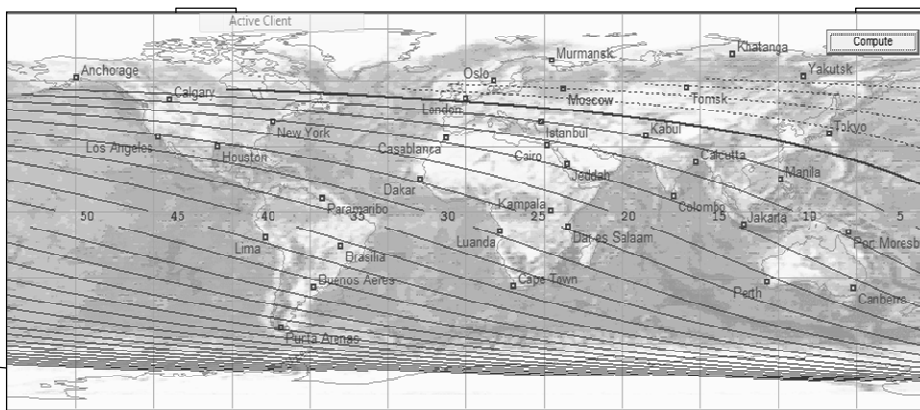 Active Client
Compute
Khatanga
Murmansk
Anchorage
Oslo
Yakutsk
Calgary
London
Moscow
Tomsk
New York
Istanbul
Kabul
Tokyo
Los Angeles
Houston
Casablanca
Cairo
Calcutta
Jeddah
Manila
Dakar
Paramaribo
Kampala
Colombo
50 45 40 35 30 25 20 15 10 5
Jakarta
Lima
Brasilia
Luanda
Dar es Salaam
Port Moresb
Buenos Aeres
Cape Town
Perth
Canberra
Punta Arenas